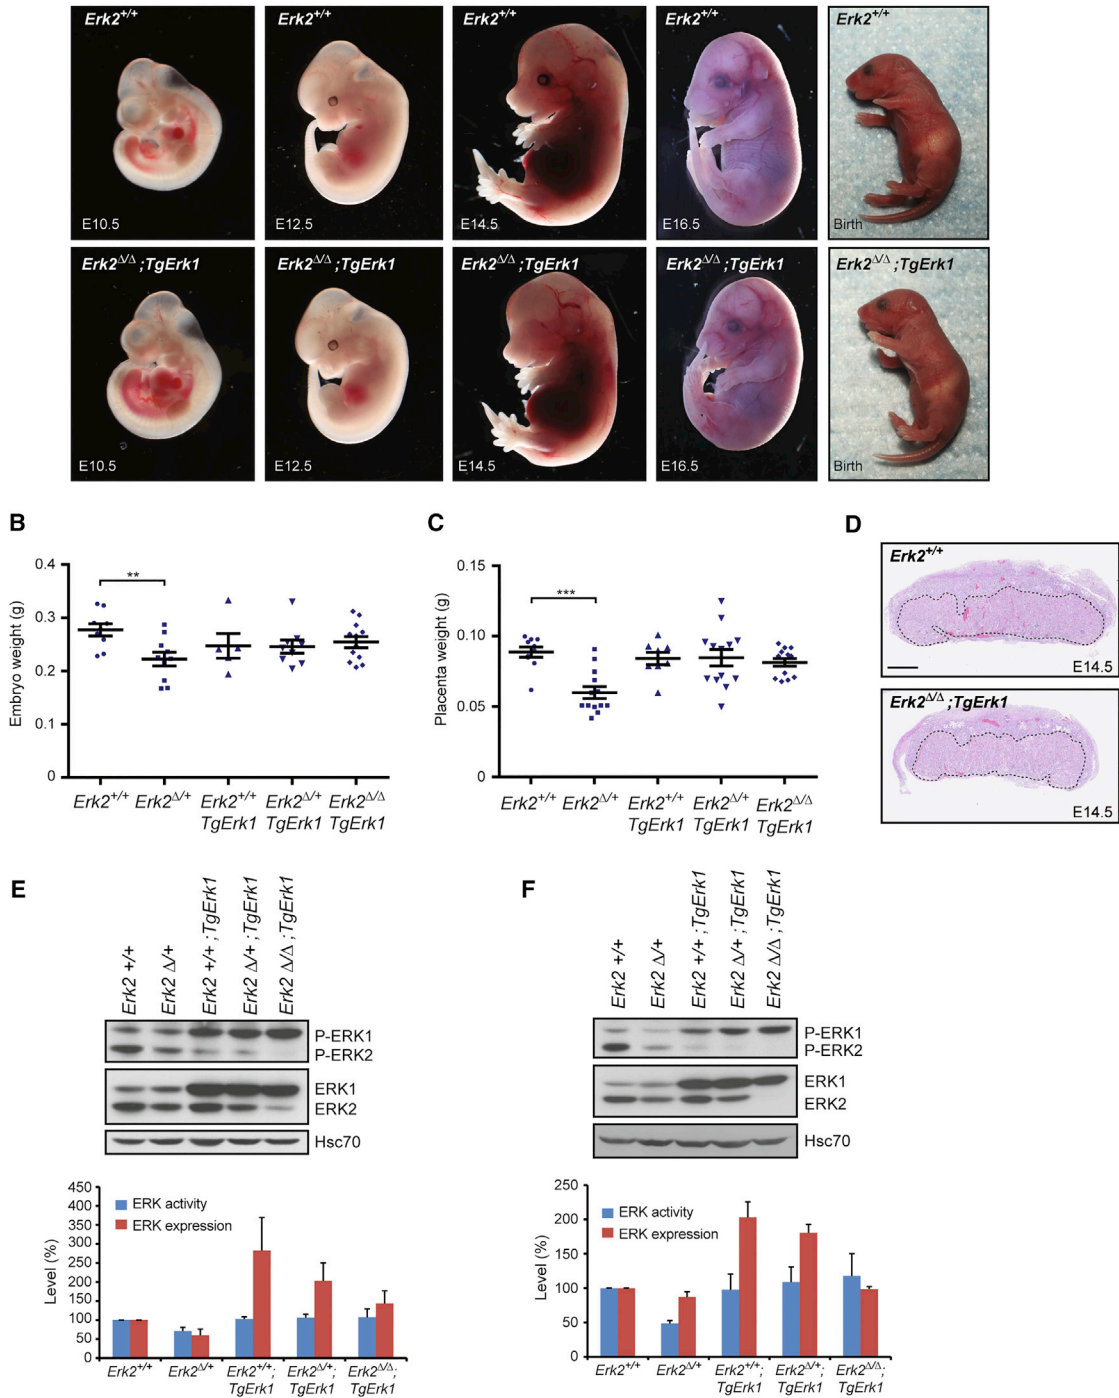 Erk2+/+ Erk2+/+ Erk2+/+ Erk2+/+ Erk2+/+
E10.5 E12.5 E14.5 E16.5 Birth
Erk2Δ/Δ ;TgErk1 Erk2Δ/Δ ;TgErk1 Erk2Δ/Δ ;TgErk1 Erk2Δ/Δ ;TgErk1 Erk2Δ/Δ ;TgErk1
E10.5 E12.5 E14.5 E16.5 Birth
B
Embryo weight (g)
0.4
0.3
0.2
0.1
0
**
Erk2+/+ Erk2Δ/+ Erk2+/+ Erk2Δ/+ Erk2Δ/Δ
TgErk1 TgErk1 TgErk1
C
Placenta weight (g)
0.15
0.10
0.05
0
***
Erk2+/+ Erk2Δ/+ Erk2+/+ Erk2Δ/+ Erk2Δ/Δ
TgErk1 TgErk1 TgErk1
D
Erk2+/+
E14.5
Erk2Δ/Δ ;TgErk1
E14.5
E
Erk2 +/+
Erk2 Δ/+
Erk2 +/+ ;TgErk1
Erk2 Δ/+ ;TgErk1
Erk2 Δ/Δ ;TgErk1
P-ERK1
P-ERK2
ERK1
ERK2
Hsc70
Level (%)
450
400
350
300
250
200
150
100
50
0
ERK activity
ERK expression
Erk2+/+ Erk2Δ/+ Erk2+/+; Erk2Δ/+; Erk2Δ/Δ;
TgErk1 TgErk1 TgErk1
F
Erk2 +/+
Erk2 Δ/+
Erk2 +/+ ;TgErk1
Erk2 Δ/+ ;TgErk1
Erk2 Δ/Δ ;TgErk1
P-ERK1
P-ERK2
ERK1
ERK2
Hsc70
Level (%)
250
200
150
100
50
0
ERK activity
ERK expression
Erk2+/+ Erk2Δ/+ Erk2+/+; Erk2Δ/+; Erk2Δ/Δ;
TgErk1 TgErk1 TgErk1